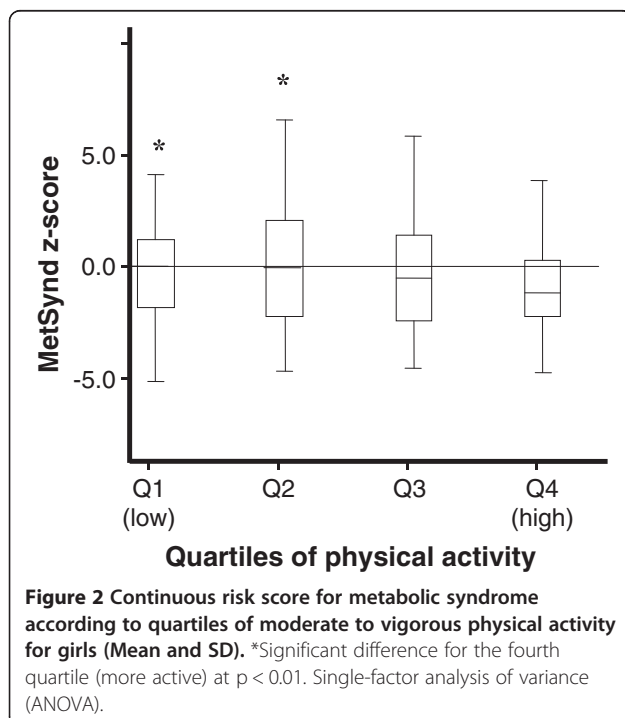 *
*
5.0
0.0
-5.0
MetSynd z-score
Q1
(low)
Q2
Q3
Q4
(high)
Quartiles of physical activity
Figure 2 Continuous risk score for metabolic syndrome
according to quartiles of moderate to vigorous physical activity
for girls (Mean and SD). *Significant difference for the fourth
quartile (more active) at p < 0.01. Single-factor analysis of variance
(ANOVA).